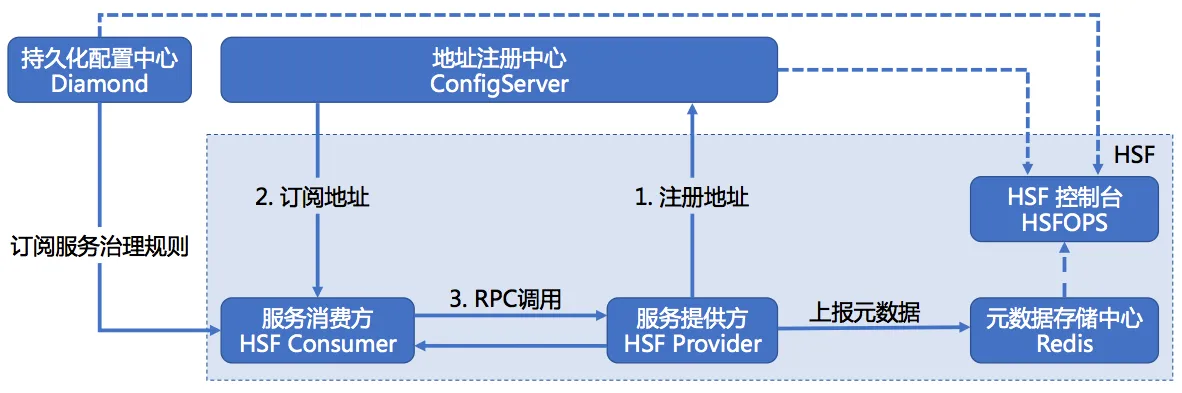 持久化配置中心
Diamond
地址注册中心
ConfigServer
HSF
2. 订阅地址
1. 注册地址
HSF 控制台
HSFOPS
订阅服务治理规则
服务消费方
HSF Consumer
3. RPC调用
服务提供方
HSF Provider
上报元数据
元数据存储中心
Redis